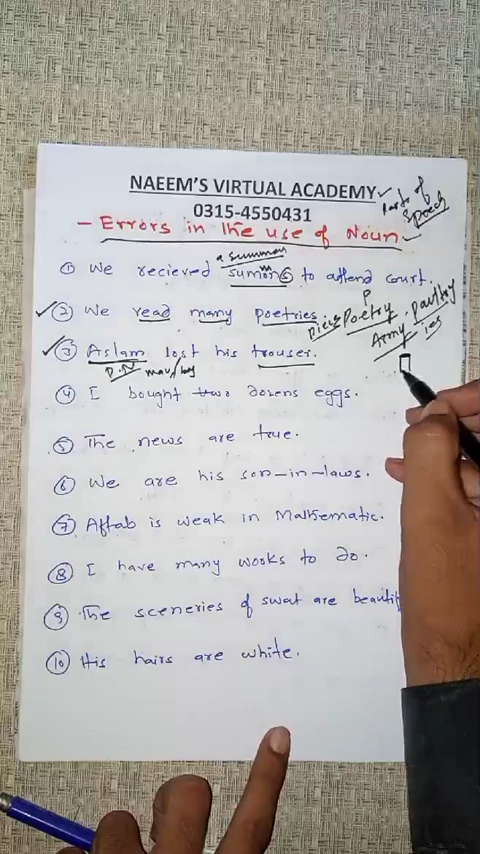 NAEEM'S VIRTUAL ACADEMY
Parts of Speech
0315-4550431
- Errors in the use of Noun
a summon
① We recieved summons to attend court.
② We read many poetries.
piece Poetry P
Army Poultry ies
③ Aslam lost his trouser.
P.N man/boy
④ I bought two dozens eggs.
⑤ The news are true.
⑥ We are his son-in-laws.
⑦ Aftab is weak in Mathematic.
⑧ I have many works to do.
⑨ The sceneries of swat are beautif
⑩ His hairs are white.